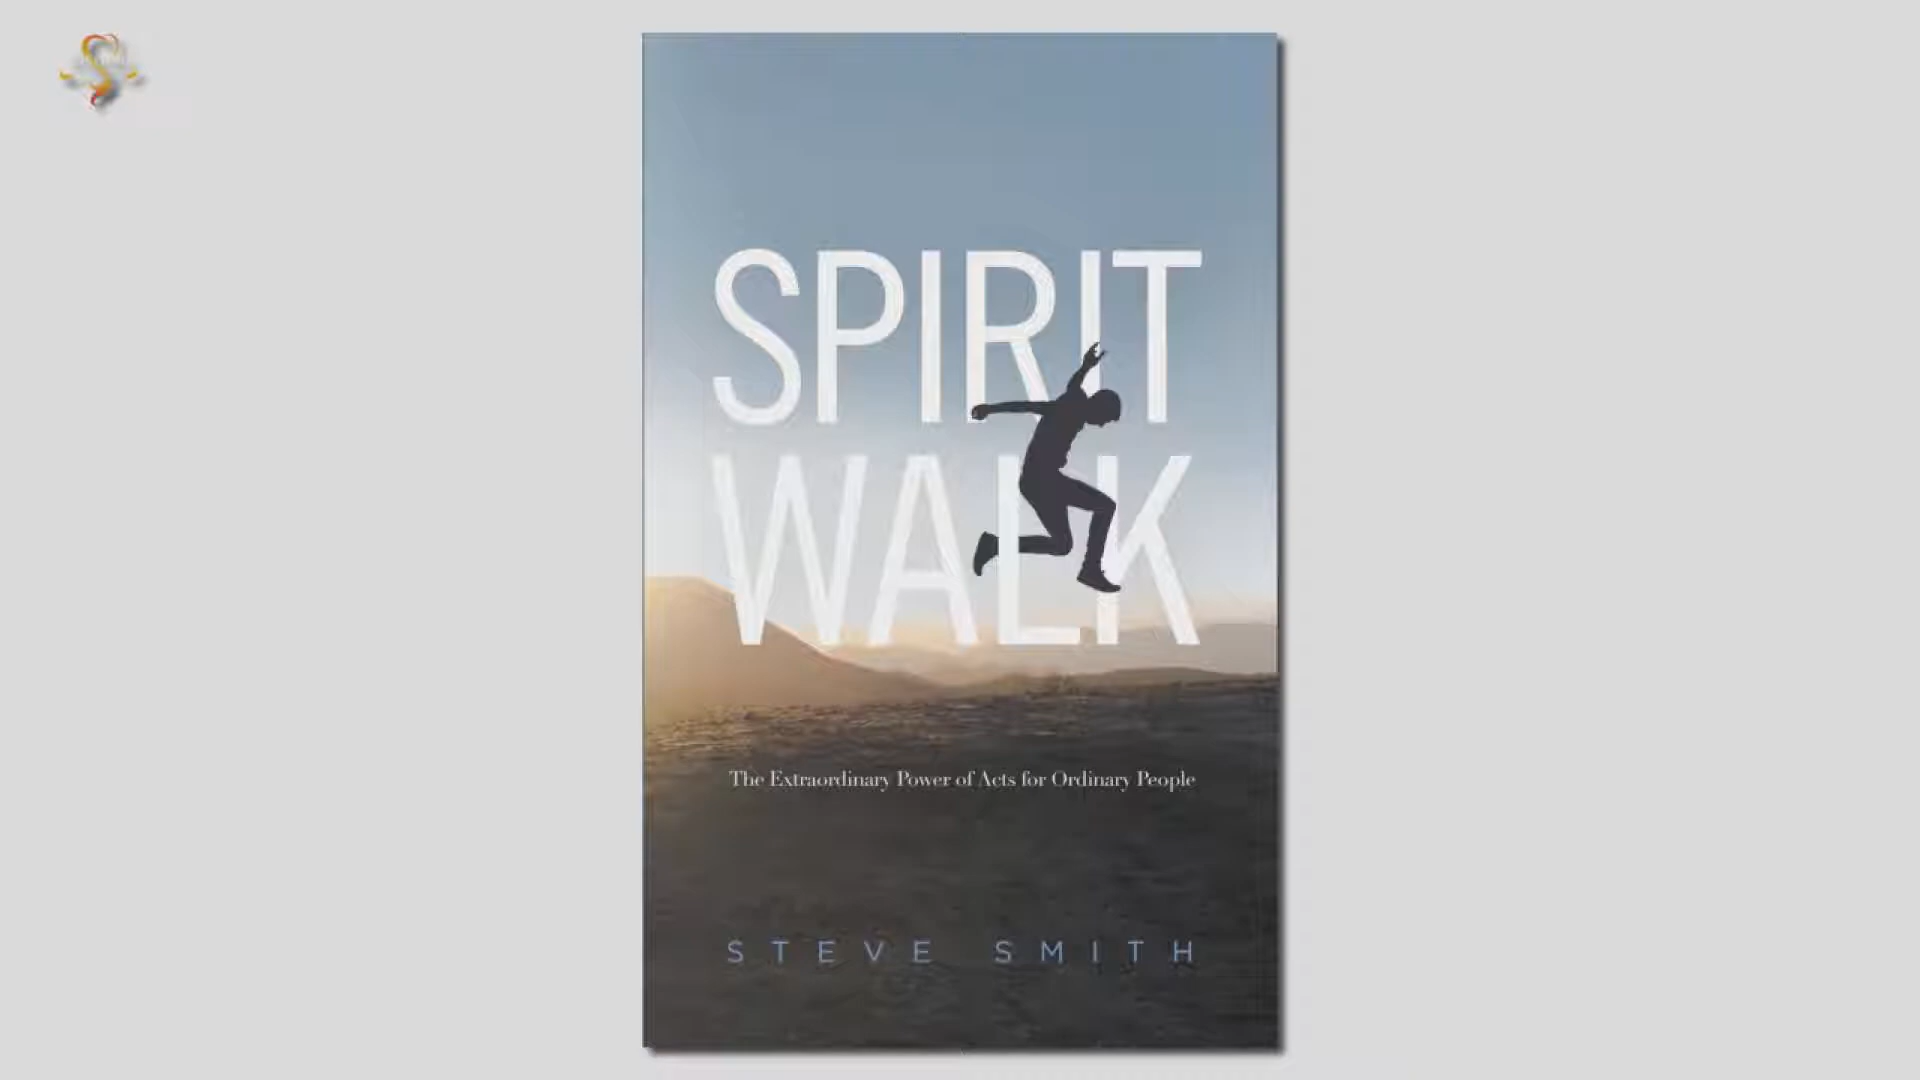 SPIRIT
WALK
The Extraordinary Power of Acts for Ordinary People
STEVE SMITH